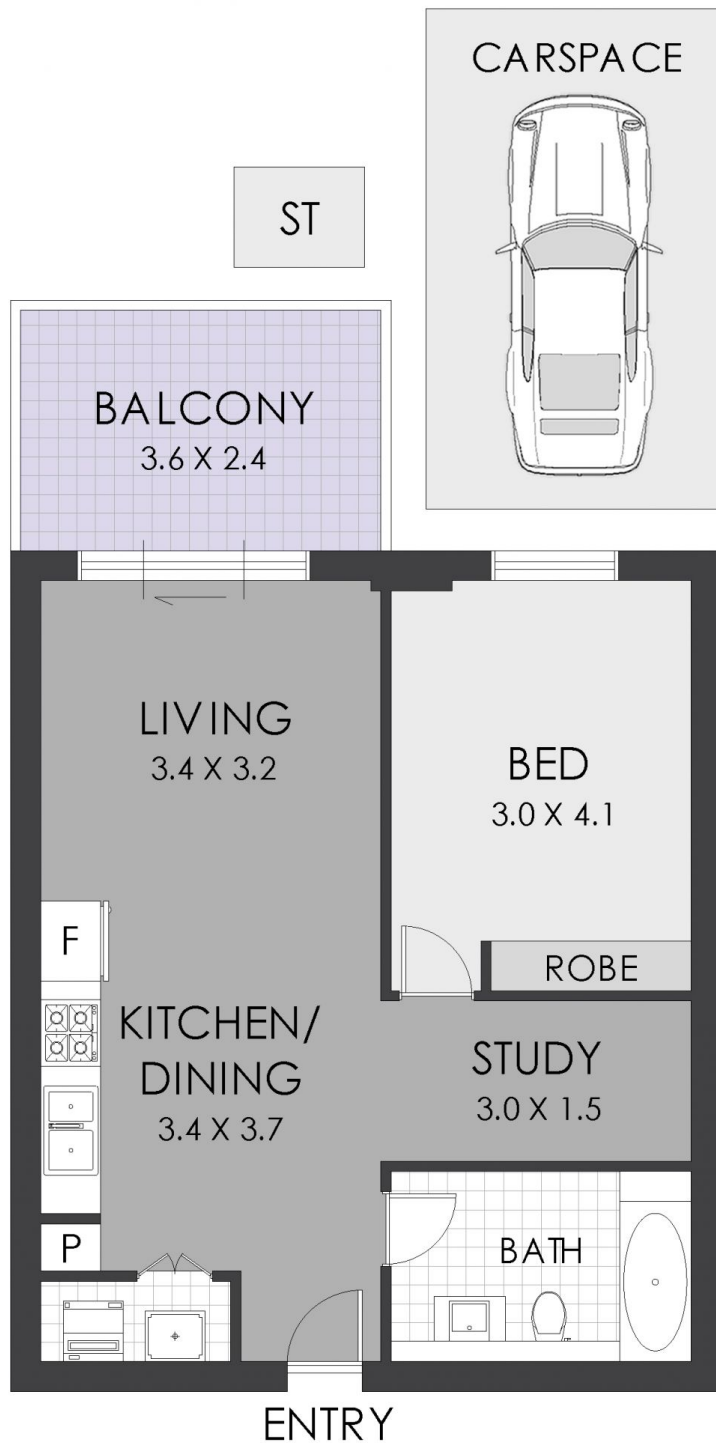 CARSPACE
ST
BALCONY
3.6 X 2.4
LIVING
3.4 X 3.2
BED
3.0 X 4.1
F
ROBE
KITCHEN/
DINING
3.4 X 3.7
STUDY
3.0 X 1.5
P
BATH
ENTRY